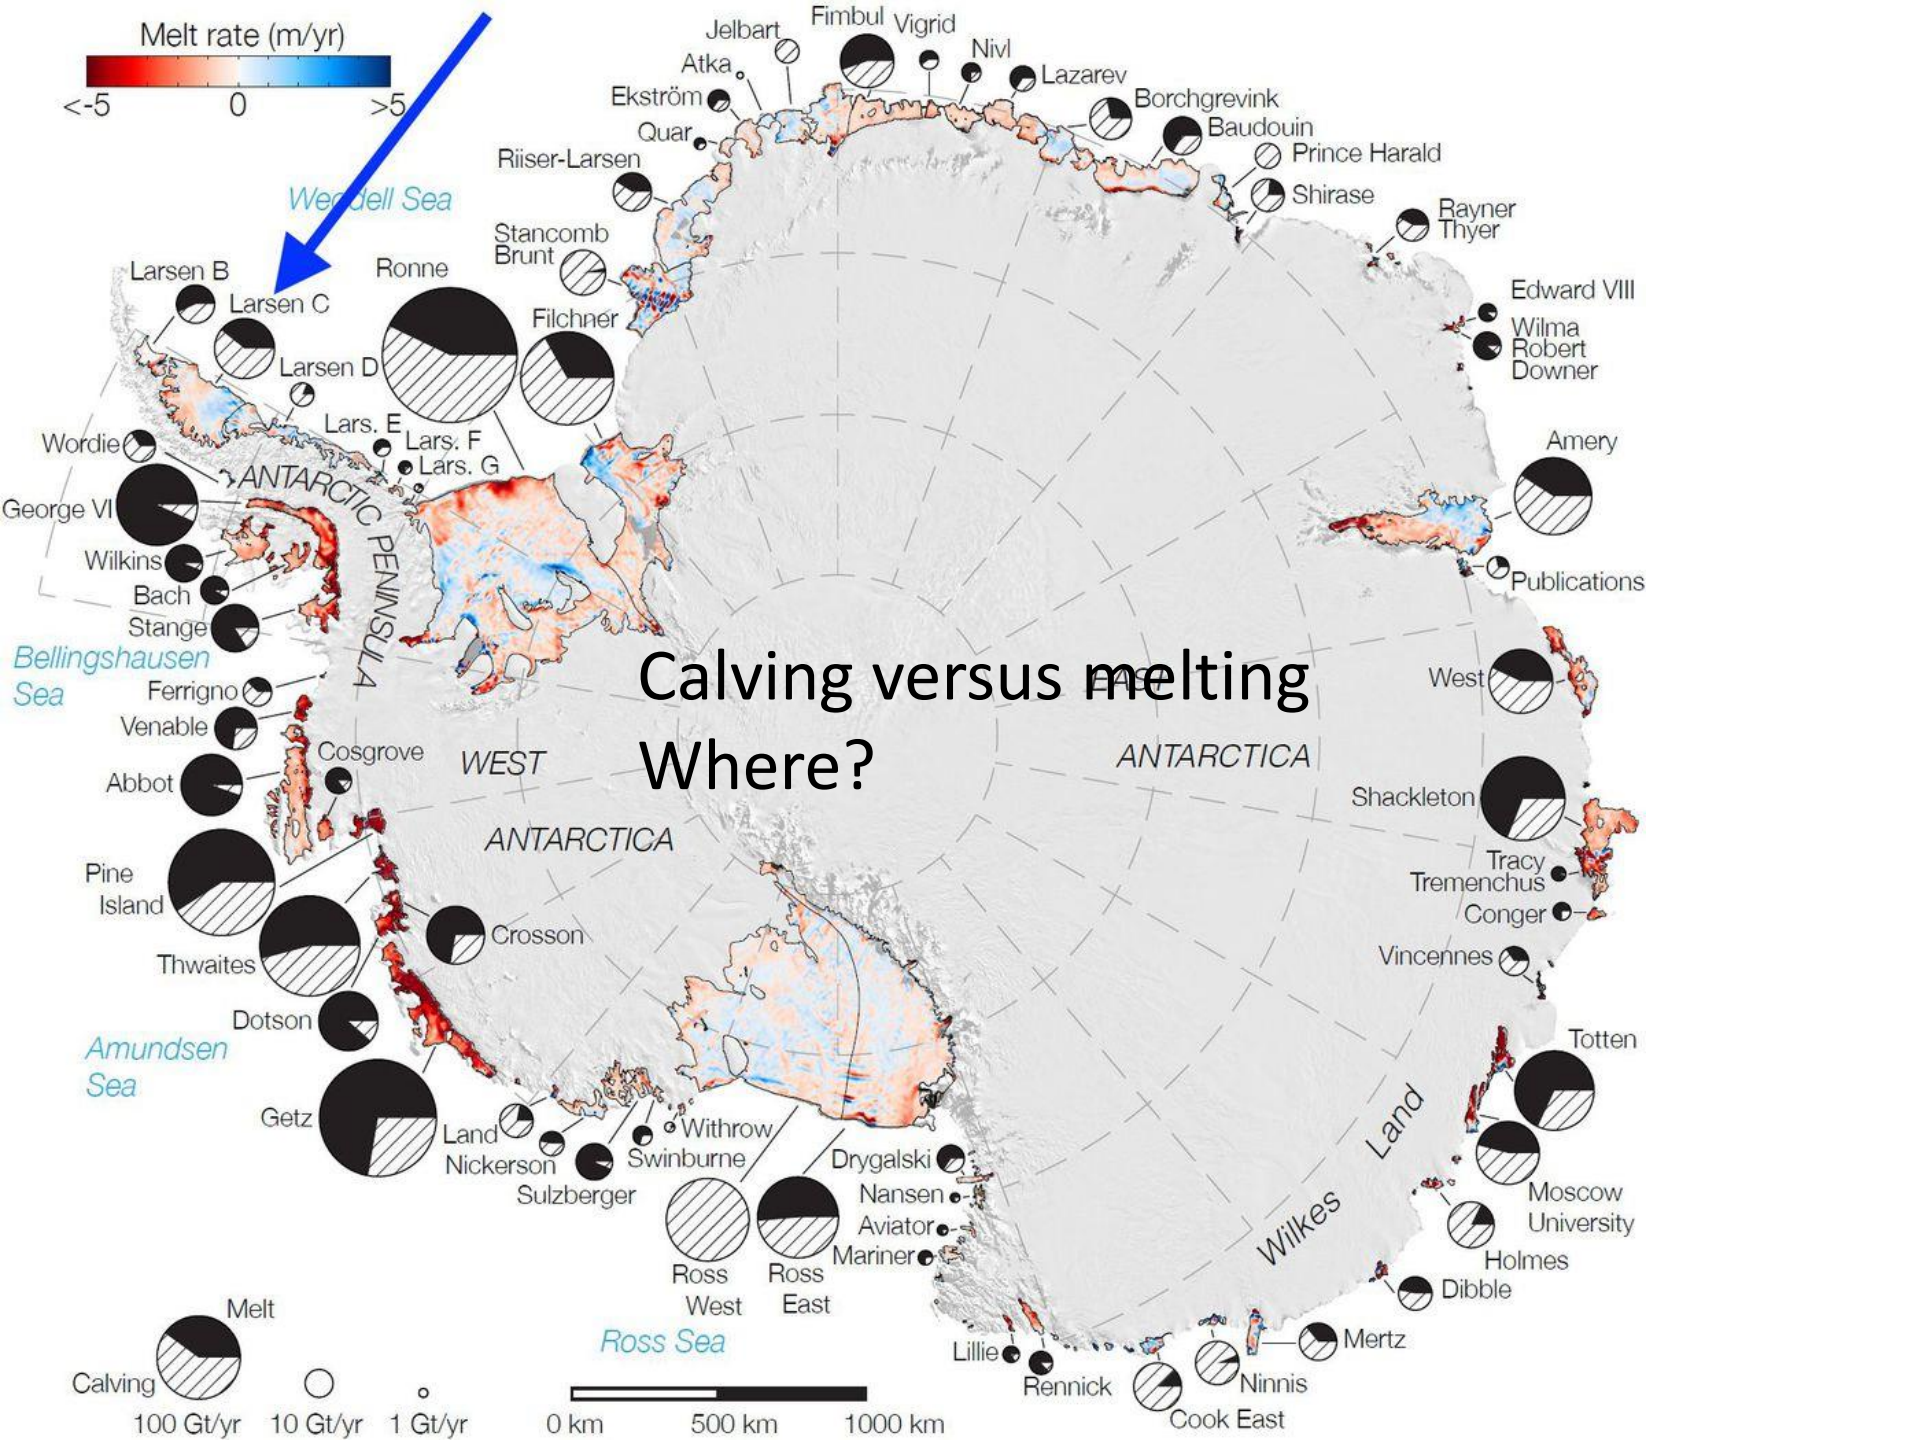 Melt rate (m/yr)
<-5 0 >5
Weddell Sea
Jelbart
Fimbul
Vigrid
Nivl
Lazarev
Atka
Ekström
Quar
Riiser-Larsen
Stancomb
Brunt
Borchgrevink
Baudouin
Prince Harald
Shirase
Rayner
Thyer
Edward VIII
Wilma
Robert
Downer
Amery
Publications
Larsen B
Larsen C
Larsen D
Ronne
Filchner
Lars. E
Lars. F
Lars. G
Wordie
ANTARCTIC PENINSULA
George VI
Wilkins
Bach
Stange
Bellingshausen
Sea
Ferrigno
Venable
Cosgrove
Abbot
WEST
ANTARCTICA
Calving versus melting
Where?
EAST
ANTARCTICA
West
Shackleton
Tracy
Tremenchus
Conger
Vincennes
Pine
Island
Thwaites
Crosson
Dotson
Amundsen
Sea
Getz
Land
Nickerson
Sulzberger
Swinburne
Withrow
Ross
West
Ross
East
Ross Sea
Drygalski
Nansen
Aviator
Mariner
Lillie
Rennick
Cook East
Ninnis
Mertz
Dibble
Holmes
Moscow
University
Totten
Wilkes Land
Melt
Calving
100 Gt/yr 10 Gt/yr 1 Gt/yr
0 km 500 km 1000 km